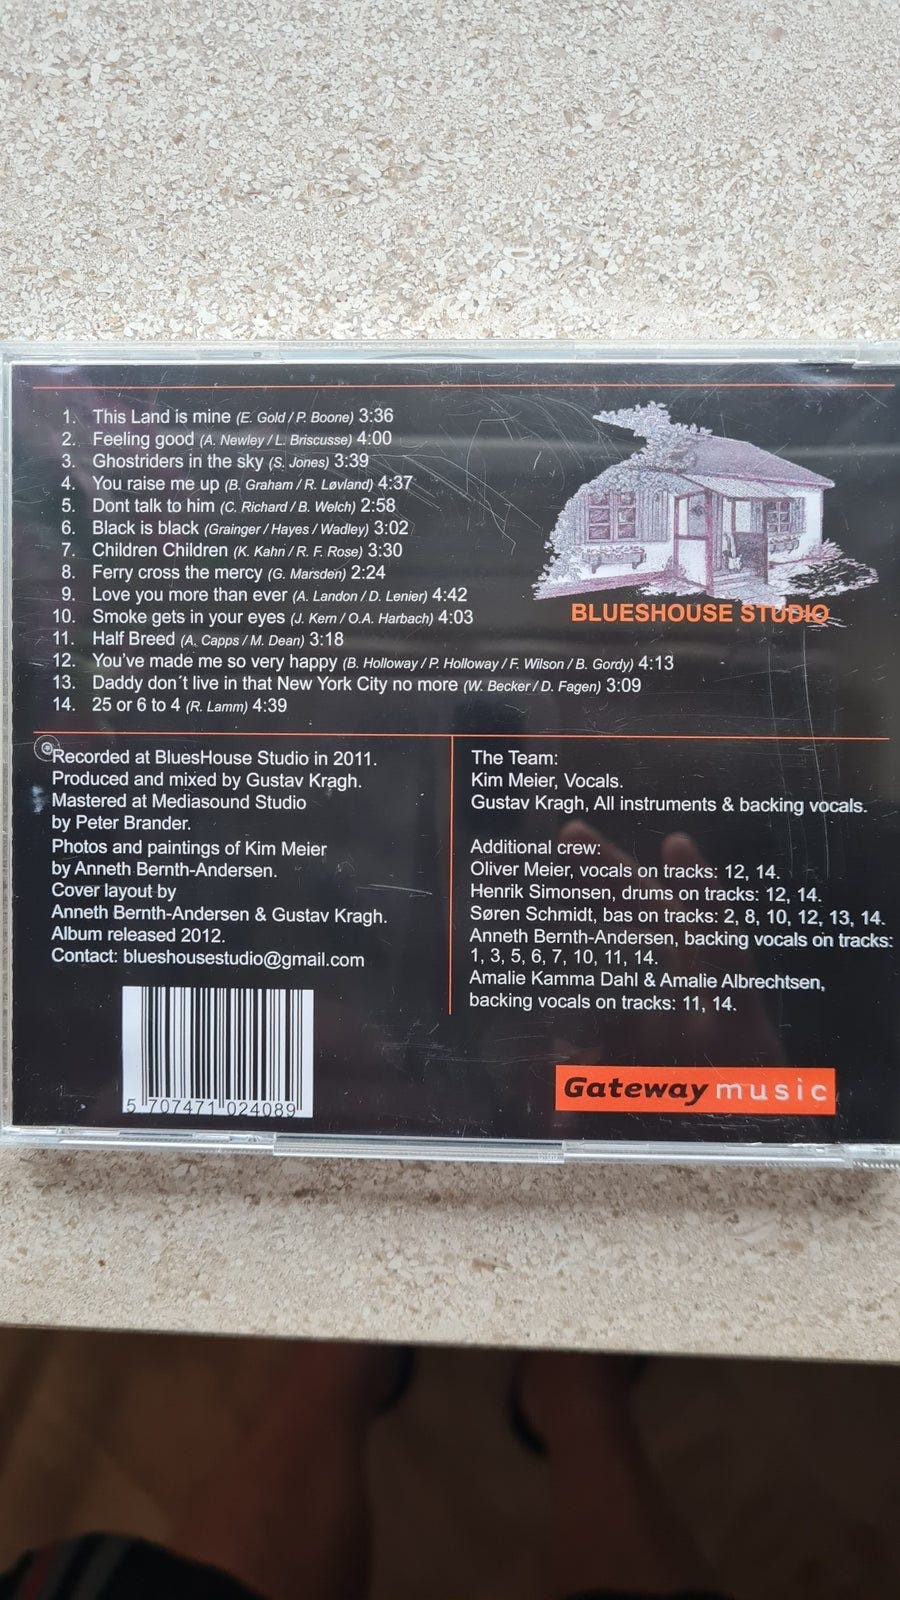 1. This Land is mine (E. Gold / P. Boone) 3:36
2. Feeling good (A. Newley / L. Briscusse) 4:00
3. Ghostriders in the sky (S. Jones) 3:39
4. You raise me up (B. Graham / R. Løvland) 4:37
5. Dont talk to him (C. Richard / B. Welch) 2:58
6. Black is black (Grainger / Hayes / Wadley) 3:02
7. Children Children (K. Kahn / R. F. Rose) 3:30
8. Ferry cross the mercy (G. Marsden) 2:24
9. Love you more than ever (A. Landon / D. Lenier) 4:42
10. Smoke gets in your eyes (J. Kern / O.A. Harbach) 4:03
11. Half Breed (A. Capps / M. Dean) 3:18
12. You've made me so very happy (B. Holloway / P. Holloway / F. Wilson / B. Gordy) 4:13
13. Daddy don´t live in that New York City no more (W. Becker / D. Fagen) 3:09
14. 25 or 6 to 4 (R. Lamm) 4:39
BLUESHOUSE STUDIO
Recorded at BluesHouse Studio in 2011.
Produced and mixed by Gustav Kragh.
Mastered at Mediasound Studio
by Peter Brander.
Photos and paintings of Kim Meier
by Anneth Bernth-Andersen.
Cover layout by
Anneth Bernth-Andersen & Gustav Kragh.
Album released 2012.
Contact: blueshousestudio@gmail.com
The Team:
Kim Meier, Vocals.
Gustav Kragh, All instruments & backing vocals.
Additional crew:
Oliver Meier, vocals on tracks: 12, 14.
Henrik Simonsen, drums on tracks: 12, 14.
Søren Schmidt, bas on tracks: 2, 8, 10, 12, 13, 14.
Anneth Bernth-Andersen, backing vocals on tracks:
1, 3, 5, 6, 7, 10, 11, 14.
Amalie Kamma Dahl & Amalie Albrechtsen,
backing vocals on tracks: 11, 14.
5 707471 024089
Gateway music